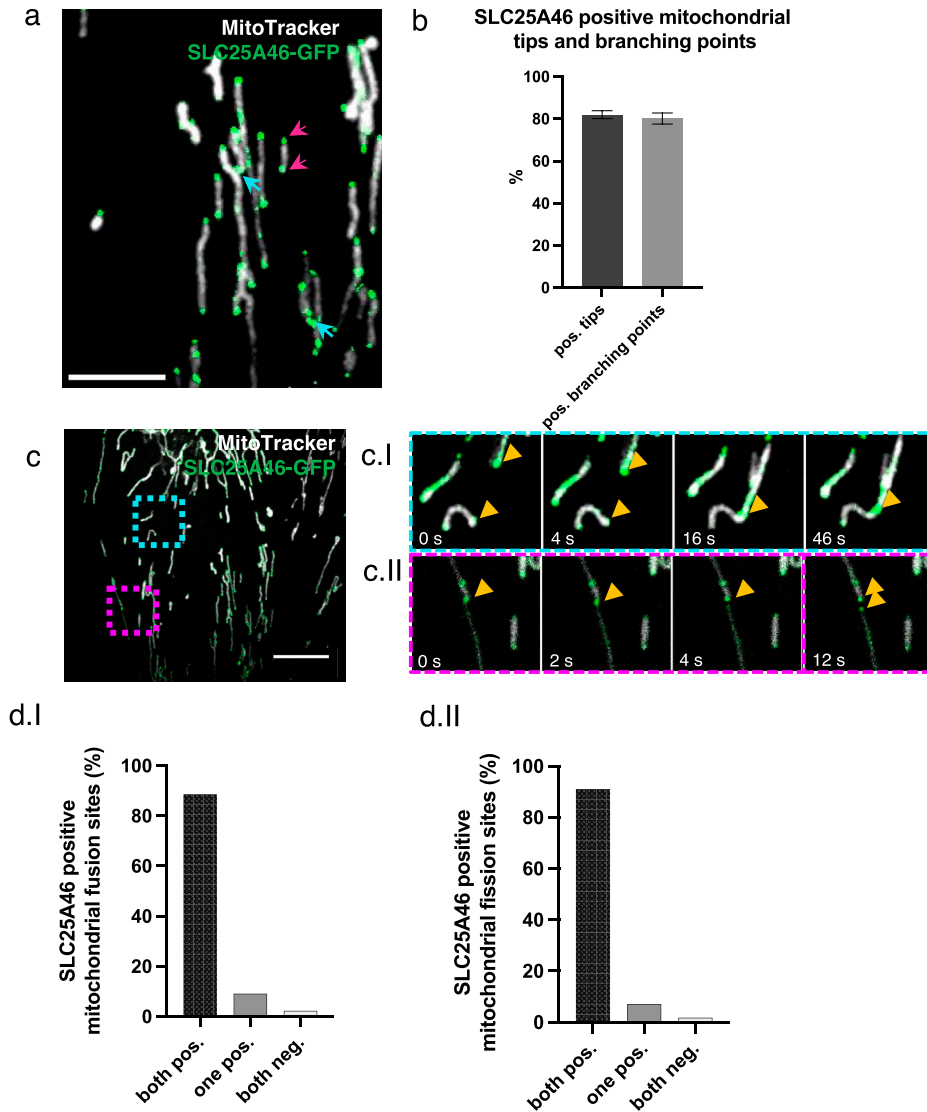 a
MitoTracker
SLC25A46-GFP
b
SLC25A46 positive mitochondrial
tips and branching points
%
100
80
60
40
20
0
pos. tips
pos. branching points
c
MitoTracker
SLC25A46-GFP
c.I
0 s
4 s
16 s
46 s
c.II
0 s
2 s
4 s
12 s
d.I
SLC25A46 positive
mitochondrial fusion sites (%)
100
80
60
40
20
0
both pos.
one pos.
both neg.
d.II
SLC25A46 positive
mitochondrial fission sites (%)
100
80
60
40
20
0
both pos.
one pos.
both neg.